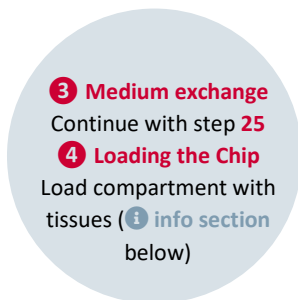 ❸ Medium exchange
Continue with step 25
❹ Loading the Chip
Load compartment with
tissues (ℹ info section
below)